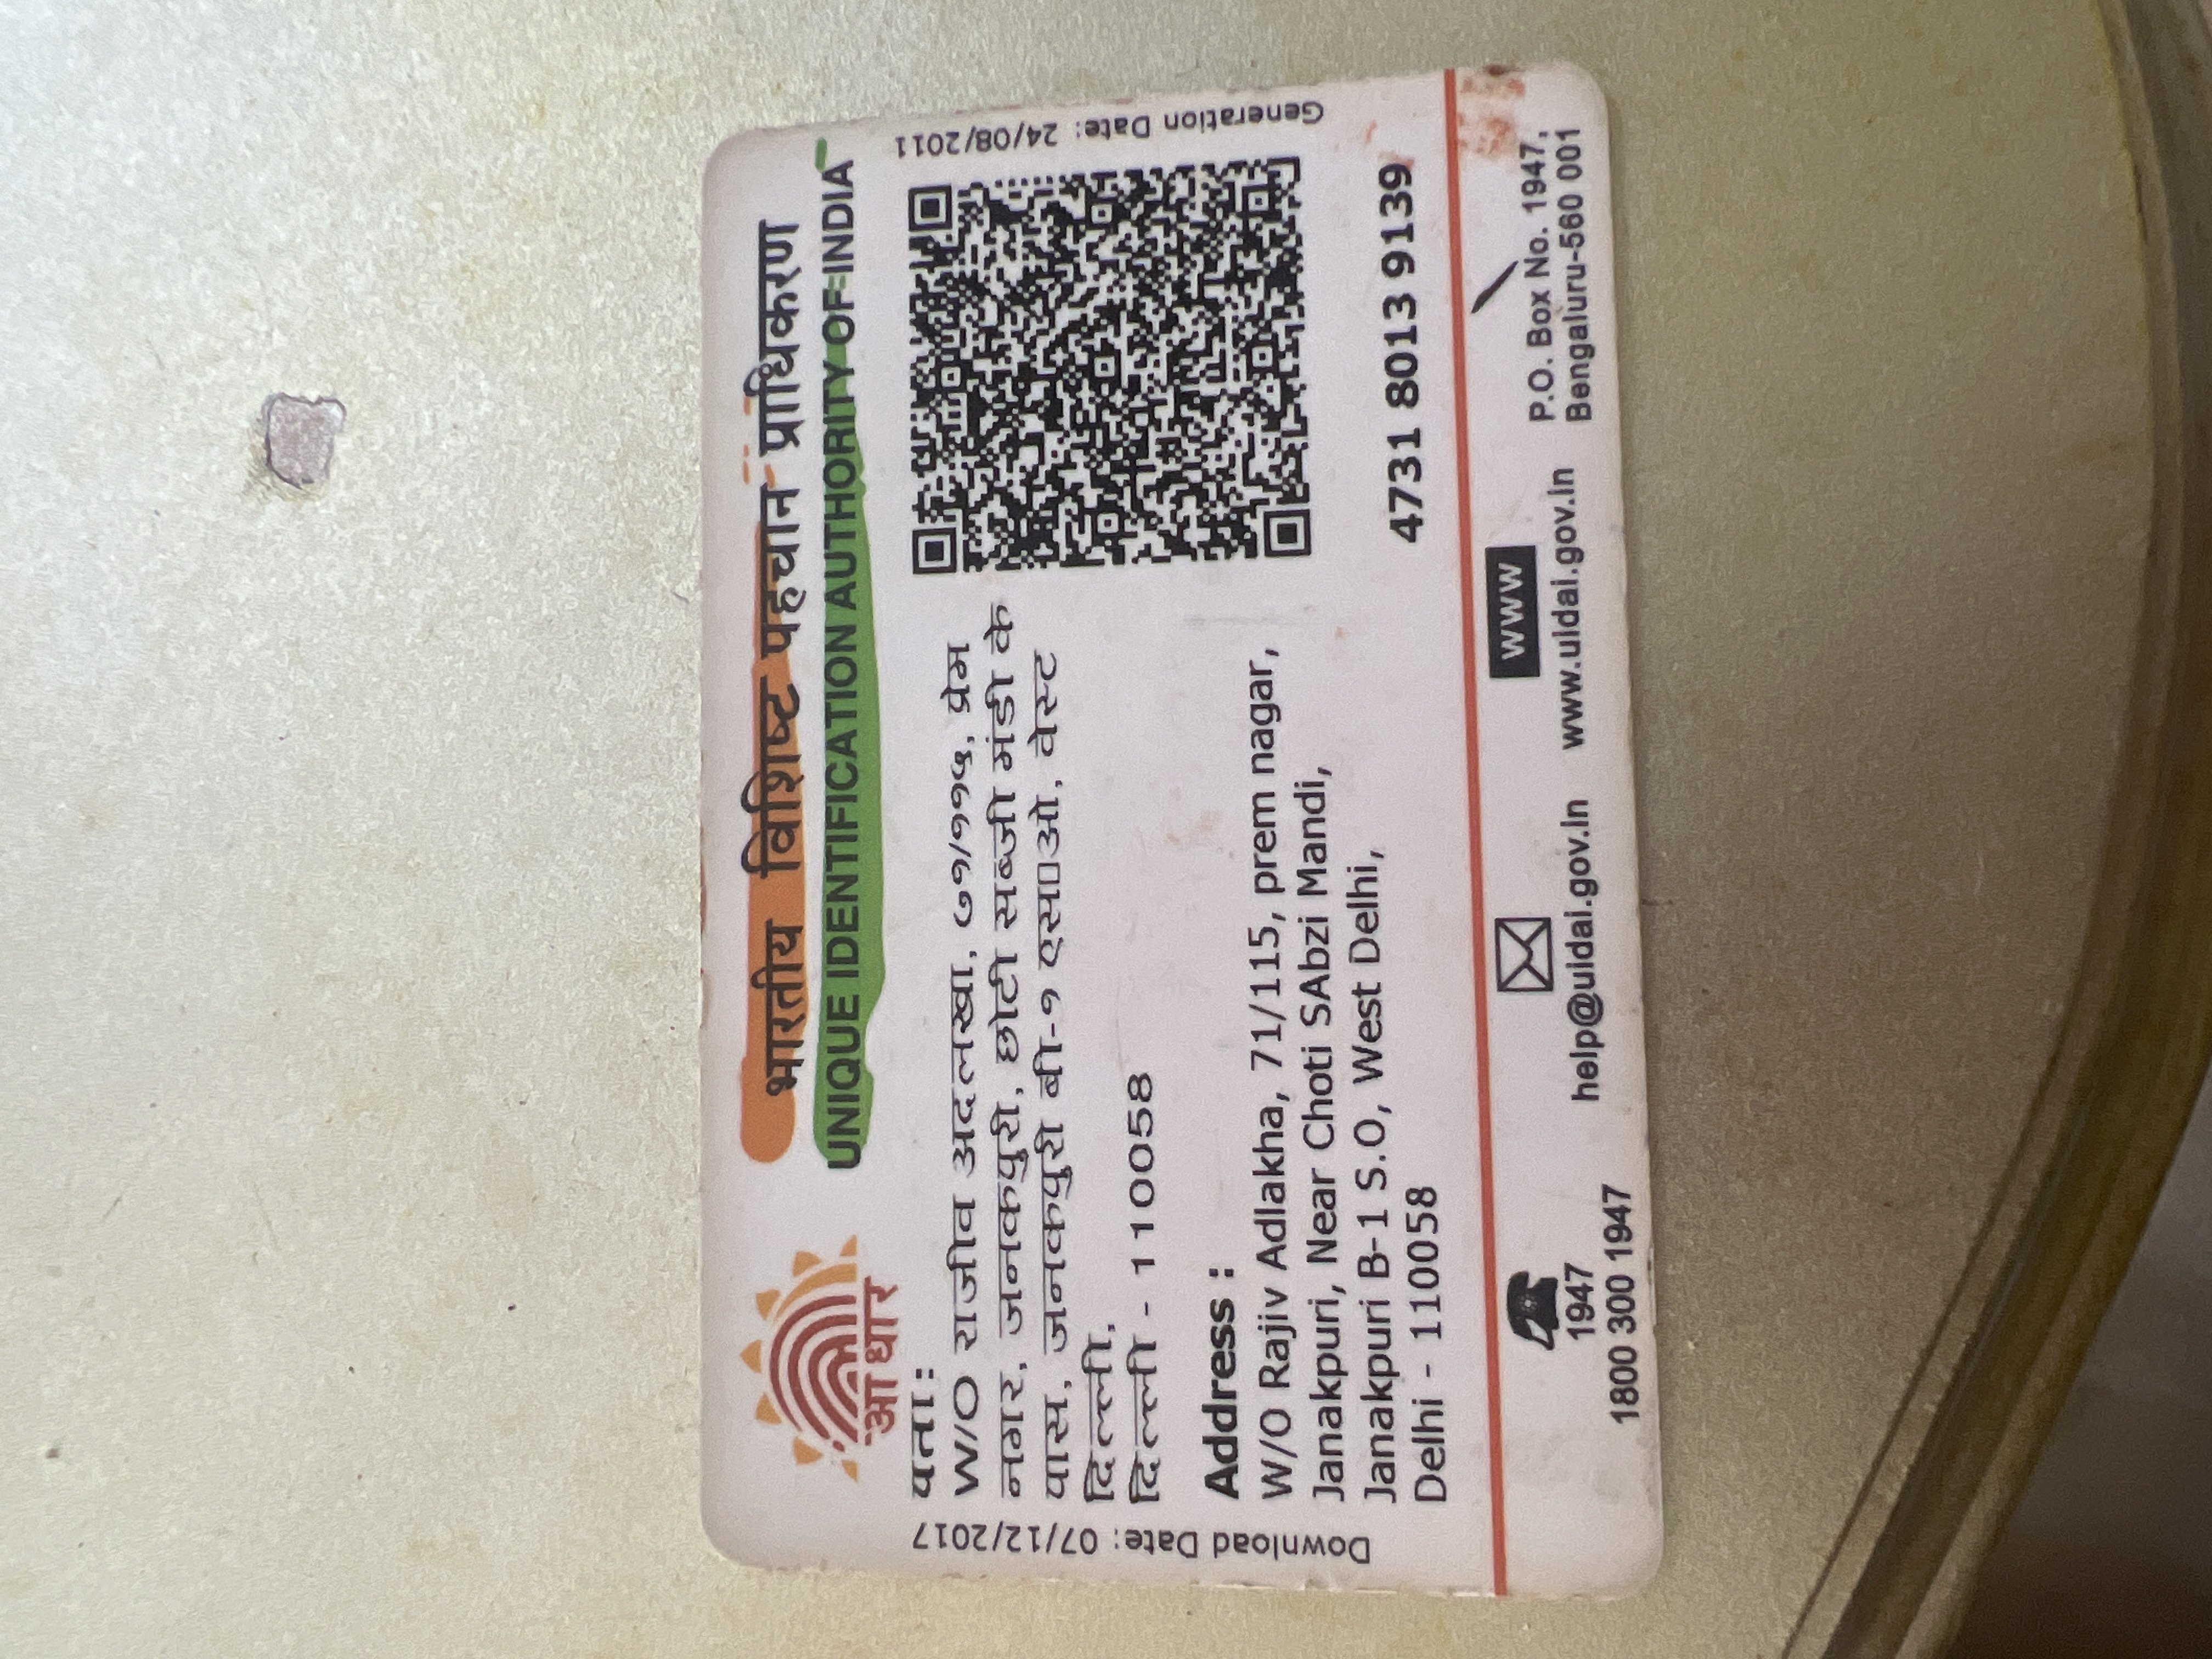 भारतीय विशिष्ट पहचान प्राधिकरण
UNIQUE IDENTIFICATION AUTHORITY OF INDIA
आधार
Download Date: 07/12/2017
Generation Date: 24/08/2011
पता:
W/O राजीव अदलखा, ७१/११५, प्रेम
नगर, जनकपुरी, छोटी सब्ज़ी मंडी के
पास, जनकपुरी बी-१ एस॰ओ, वेस्ट
दिल्ली,
दिल्ली - 110058
Address :
W/O Rajiv Adlakha, 71/115, prem nagar,
Janakpuri, Near Choti SAbzi Mandi,
Janakpuri B-1 S.O, West Delhi,
Delhi - 110058
4731 8013 9139
1947
1800 300 1947
help@uidai.gov.in
www
www.uidai.gov.in
P.O. Box No. 1947,
Bengaluru-560 001